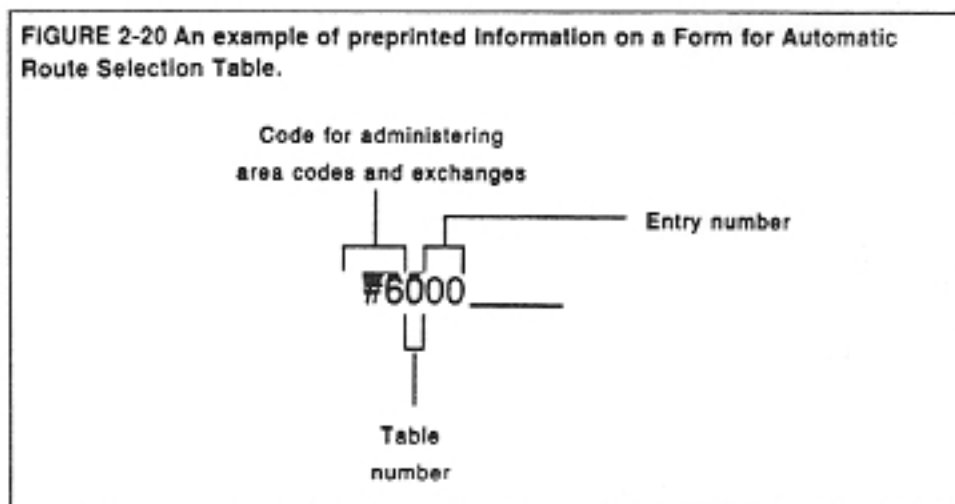 FIGURE 2-20 An example of preprinted information on a Form for Automatic
Route Selection Table.
Code for administering
area codes and exchanges
Entry number
#6000
Table
number